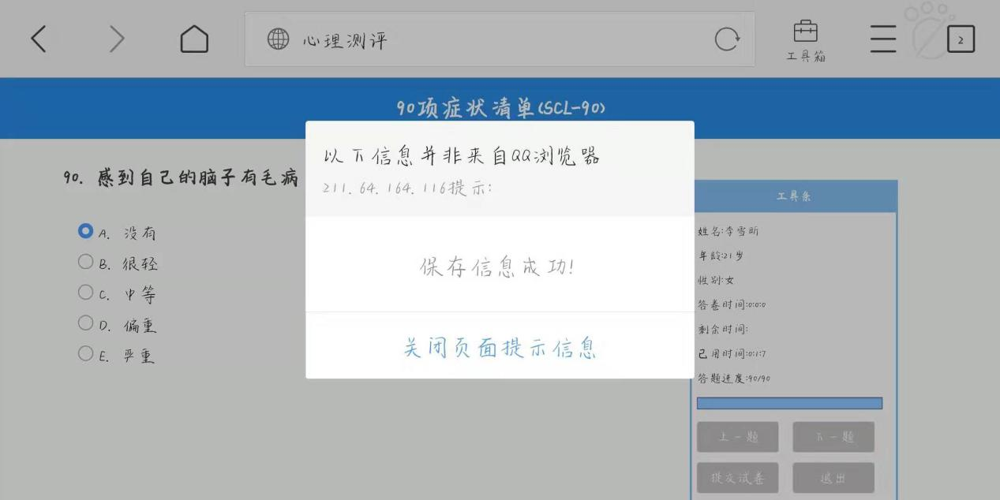 心理测评
工具箱
2
90项症状清单(SCL-90)
以下信息并非来自QQ浏览器
211.64.164.116提示:
保存信息成功!
关闭页面提示信息
90. 感到自己的脑子有毛病
A. 没有
B. 很轻
C. 中等
D. 偏重
E. 严重
工具条
姓名:李雪昕
年龄:21岁
性别:女
答卷时间:0:0:0
剩余时间:
已用时间:0:1:7
答题进度:90/90
上一题
下一题
提交试卷
退出